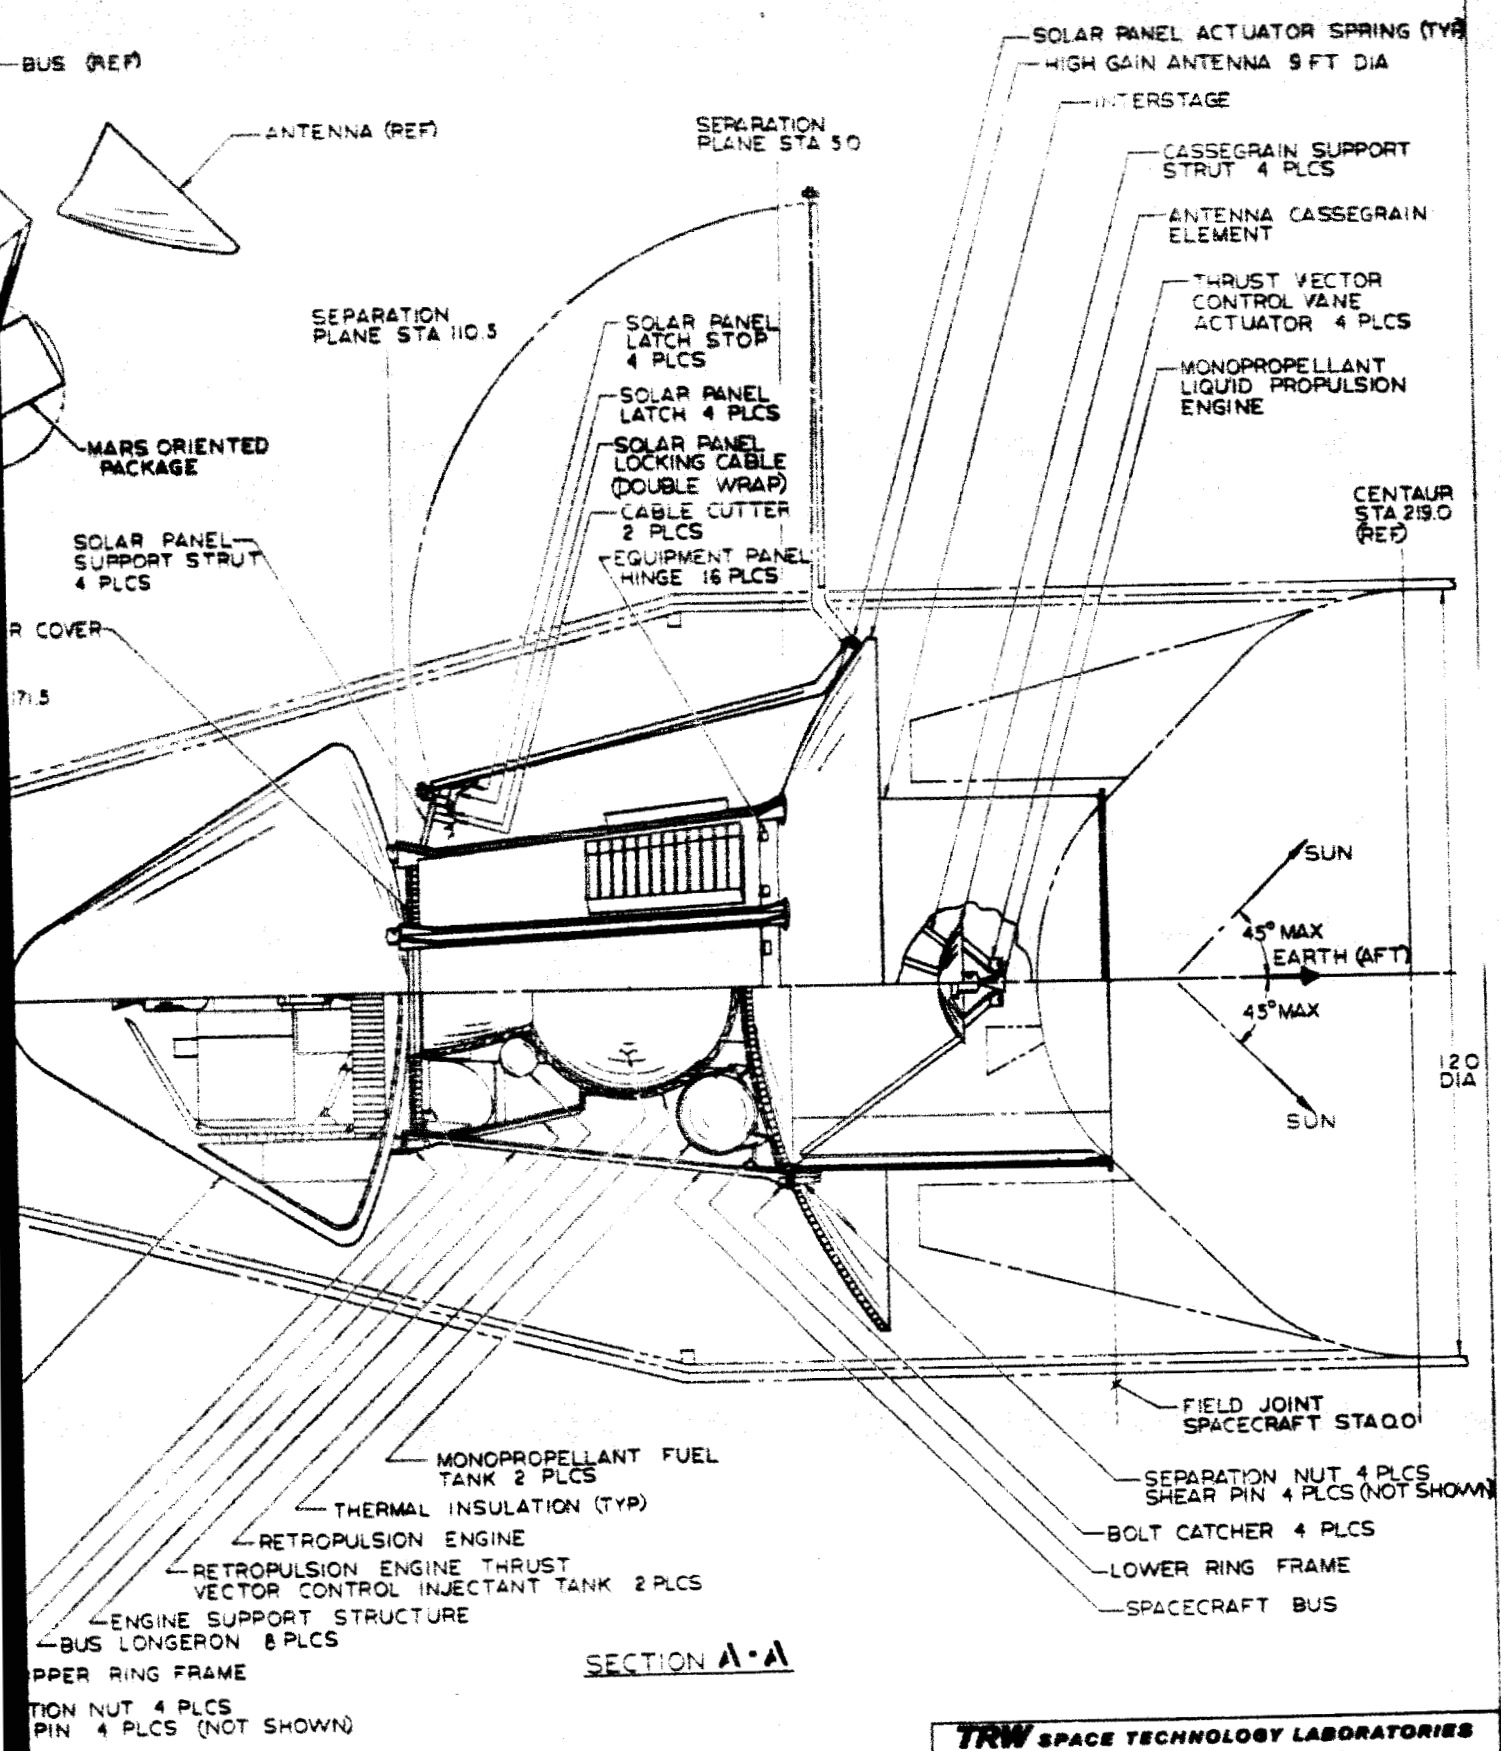 BUS (REF)
ANTENNA (REF)
SEPARATION
PLANE STA 50
SOLAR PANEL ACTUATOR SPRING (TYP)
HIGH GAIN ANTENNA 9 FT DIA
INTERSTAGE
CASSEGRAIN SUPPORT
STRUT 4 PLCS
ANTENNA CASSEGRAIN
ELEMENT
THRUST VECTOR
CONTROL VANE
ACTUATOR 4 PLCS
MONOPROPELLANT
LIQUID PROPULSION
ENGINE
SEPARATION
PLANE STA 110.5
SOLAR PANEL
LATCH STOP
4 PLCS
SOLAR PANEL
LATCH 4 PLCS
SOLAR PANEL
LOCKING CABLE
(DOUBLE WRAP)
CABLE CUTTER
2 PLCS
EQUIPMENT PANEL
HINGE 16 PLCS
MARS ORIENTED
PACKAGE
CENTAUR
STA 219.0
(REF)
SOLAR PANEL
SUPPORT STRUT
4 PLCS
R COVER
171.5
SUN
45° MAX
EARTH (AFT)
45° MAX
SUN
120
DIA
FIELD JOINT
SPACECRAFT STA 0.0
SEPARATION NUT 4 PLCS
SHEAR PIN 4 PLCS (NOT SHOWN)
BOLT CATCHER 4 PLCS
LOWER RING FRAME
SPACECRAFT BUS
MONOPROPELLANT FUEL
TANK 2 PLCS
THERMAL INSULATION (TYP)
RETROPULSION ENGINE
RETROPULSION ENGINE THRUST
VECTOR CONTROL INJECTANT TANK 2 PLCS
ENGINE SUPPORT STRUCTURE
BUS LONGERON 8 PLCS
PPER RING FRAME
TION NUT 4 PLCS
PIN 4 PLCS (NOT SHOWN)
SECTION A-A
TRW SPACE TECHNOLOGY LABORATORIES